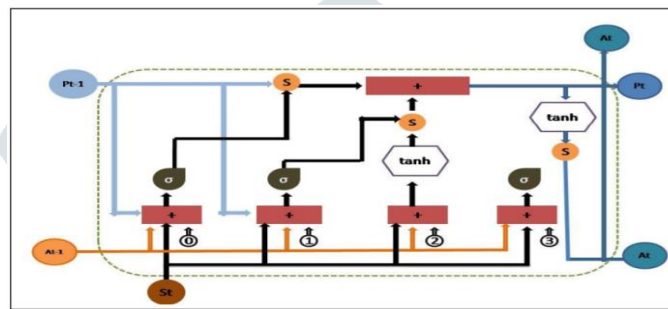 At
Pt-1
S
+
Pt
tanh
S
tanh
S
σ
σ
σ
+
+
+
+
⓪
①
②
③
At-1
At
St